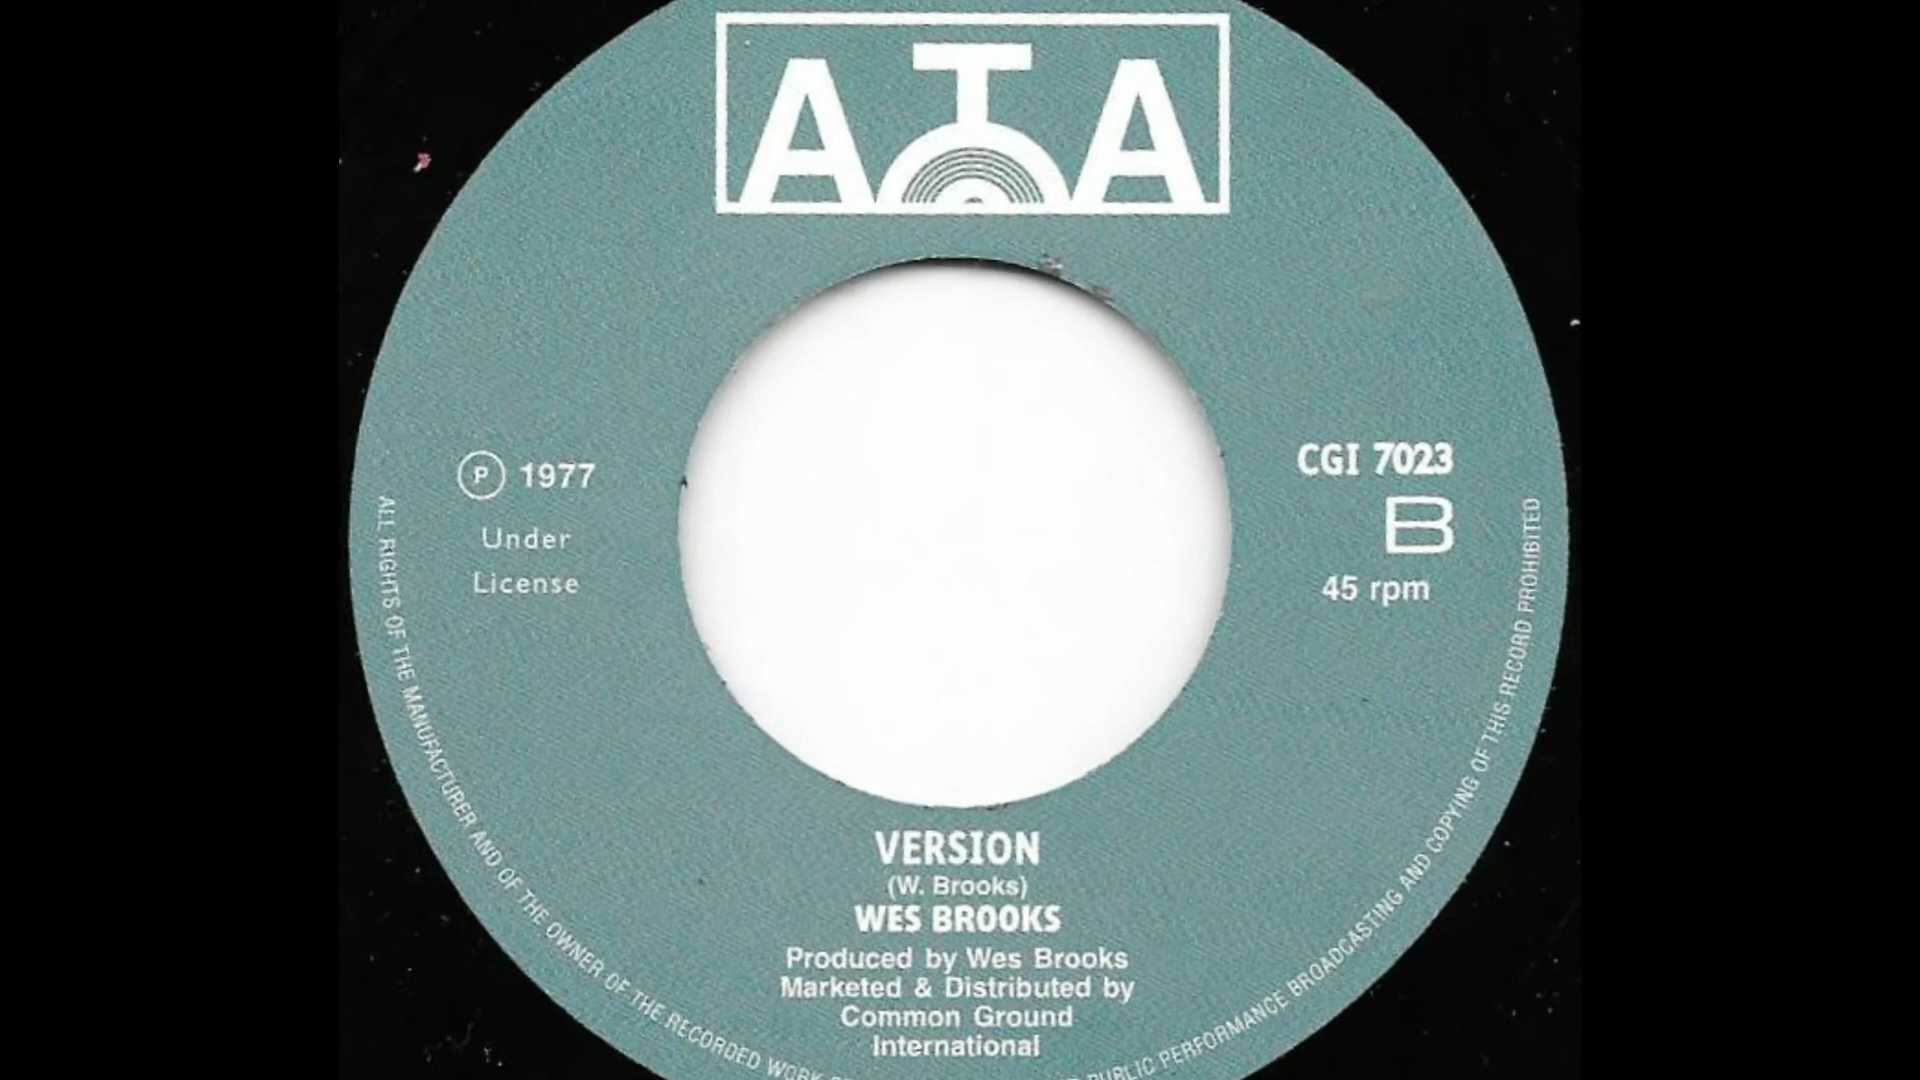 ATA
Ⓟ 1977
Under
License
CGI 7023
B
45 rpm
VERSION
(W. Brooks)
WES BROOKS
Produced by Wes Brooks
Marketed & Distributed by
Common Ground
International
ALL RIGHTS OF THE MANUFACTURER AND OF THE OWNER OF THE RECORDED WORK
PUBLIC PERFORMANCE BROADCASTING AND COPYING OF THIS RECORD PROHIBITED